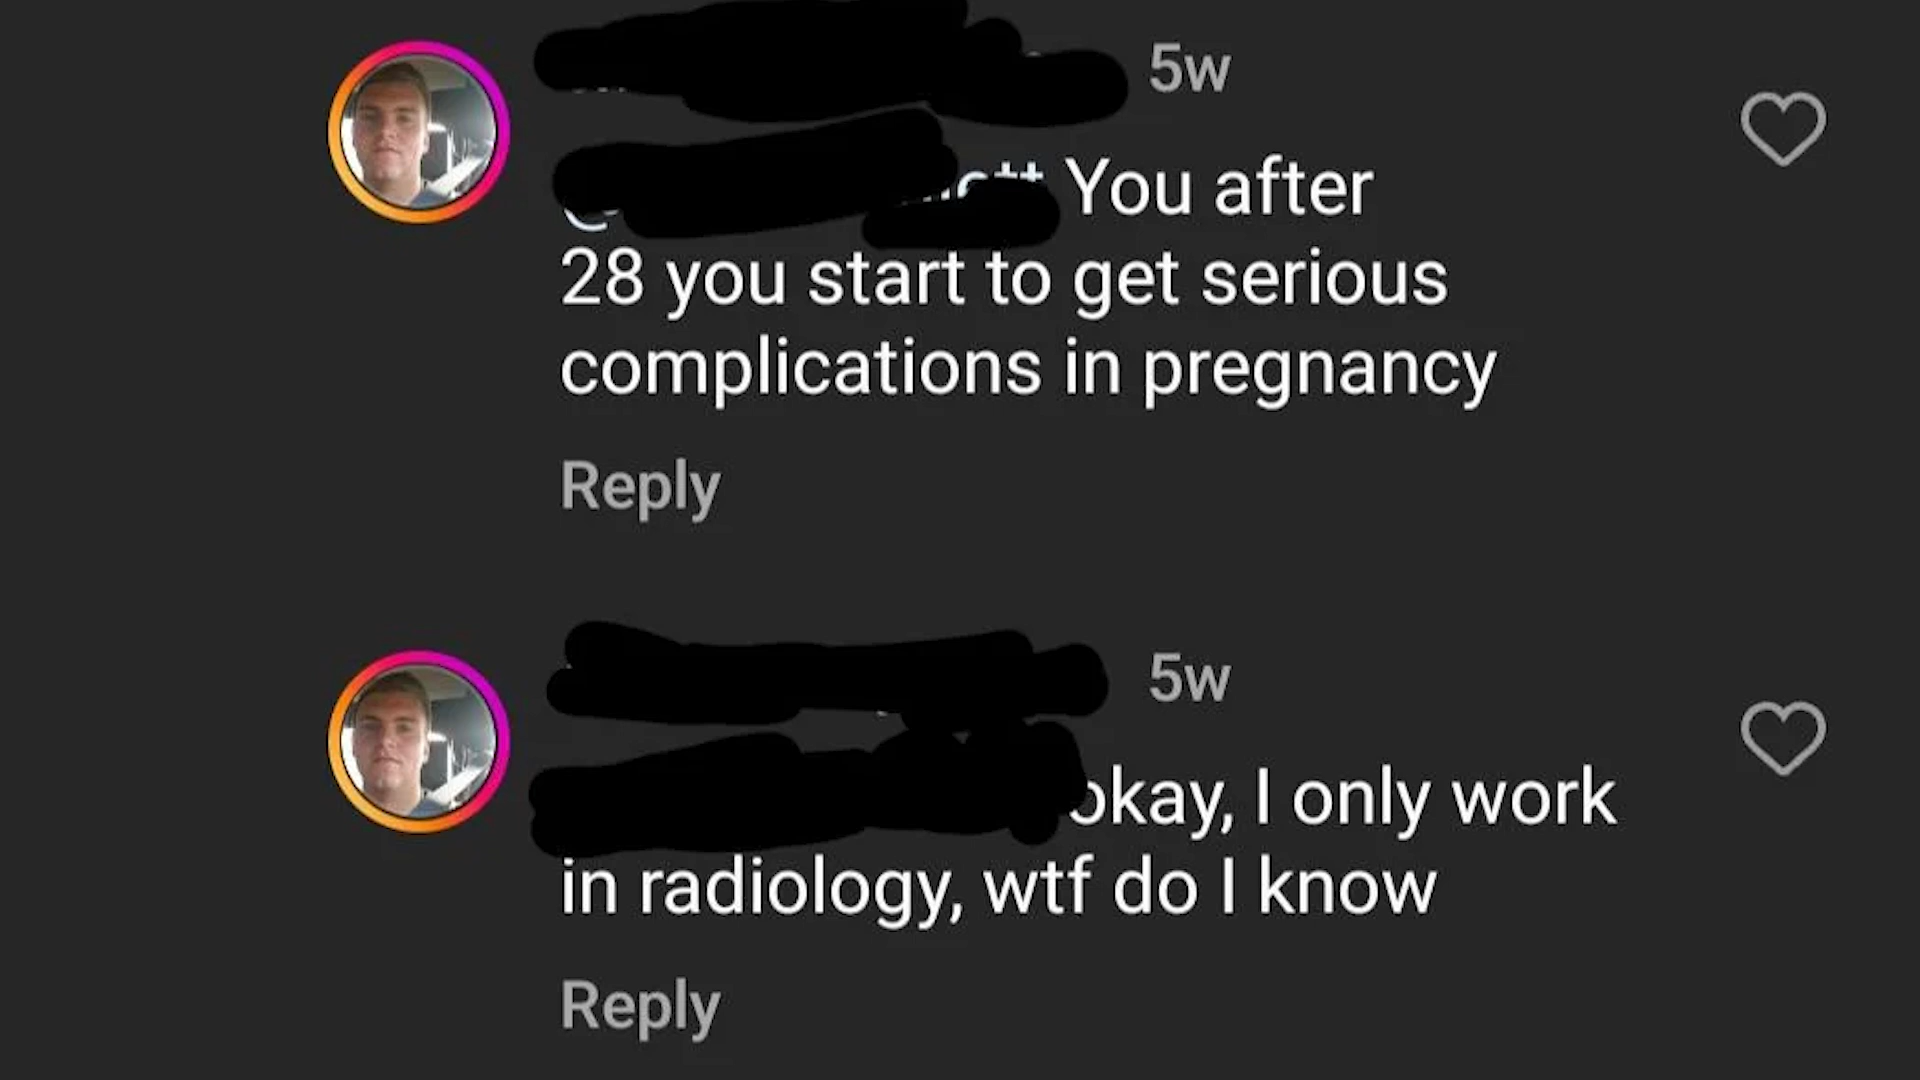 5w
You after
28 you start to get serious
complications in pregnancy
Reply
5w
okay, I only work
in radiology, wtf do I know
Reply